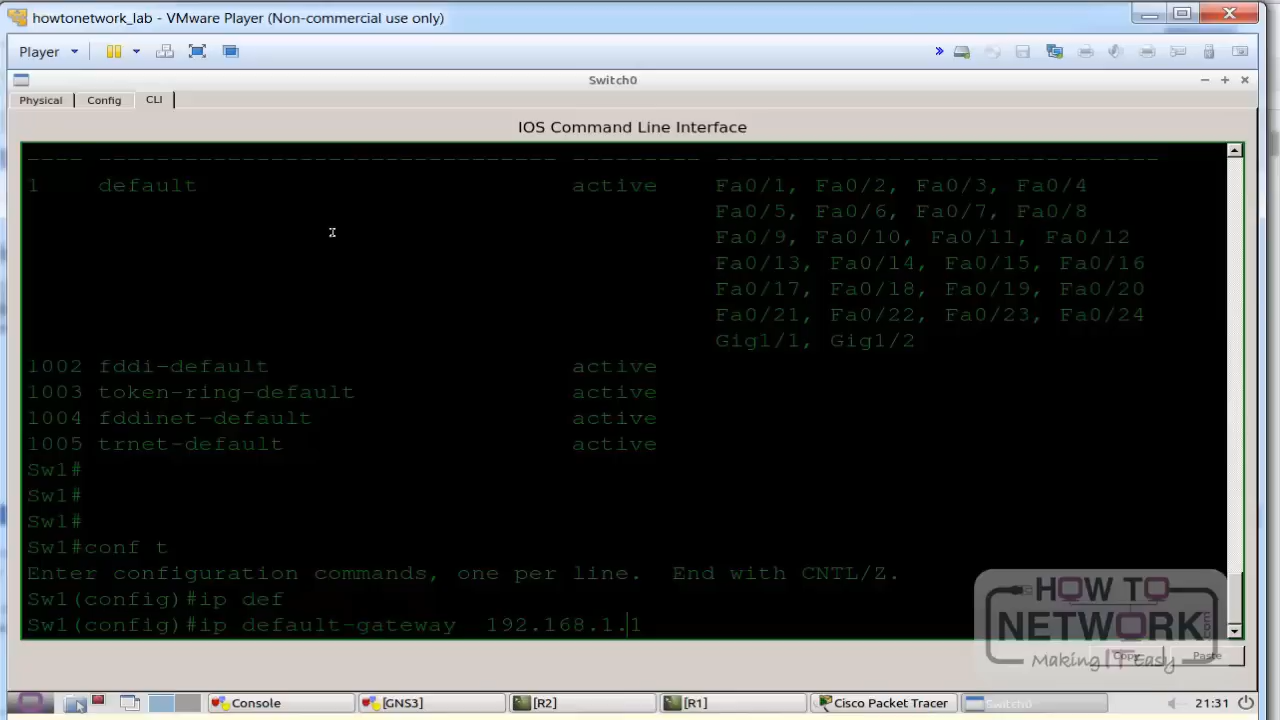 howtonetwork_lab - VMware Player (Non-commercial use only)
Player
Switch0
Physical Config CLI
IOS Command Line Interface
---- -------------------------------- --------- -------------------------------
1 default active Fa0/1, Fa0/2, Fa0/3, Fa0/4
Fa0/5, Fa0/6, Fa0/7, Fa0/8
Fa0/9, Fa0/10, Fa0/11, Fa0/12
Fa0/13, Fa0/14, Fa0/15, Fa0/16
Fa0/17, Fa0/18, Fa0/19, Fa0/20
Fa0/21, Fa0/22, Fa0/23, Fa0/24
Gig1/1, Gig1/2
1002 fddi-default active
1003 token-ring-default active
1004 fddinet-default active
1005 trnet-default active
Sw1#
Sw1#
Sw1#
Sw1#conf t
Enter configuration commands, one per line. End with CNTL/Z.
Sw1(config)#ip def
Sw1(config)#ip default-gateway 192.168.1.1
HOW TO
NETWORK.com
Making IT Easy
Copy Paste
Console [GNS3] [R2] [R1] Cisco Packet Tracer Switch0 21:31